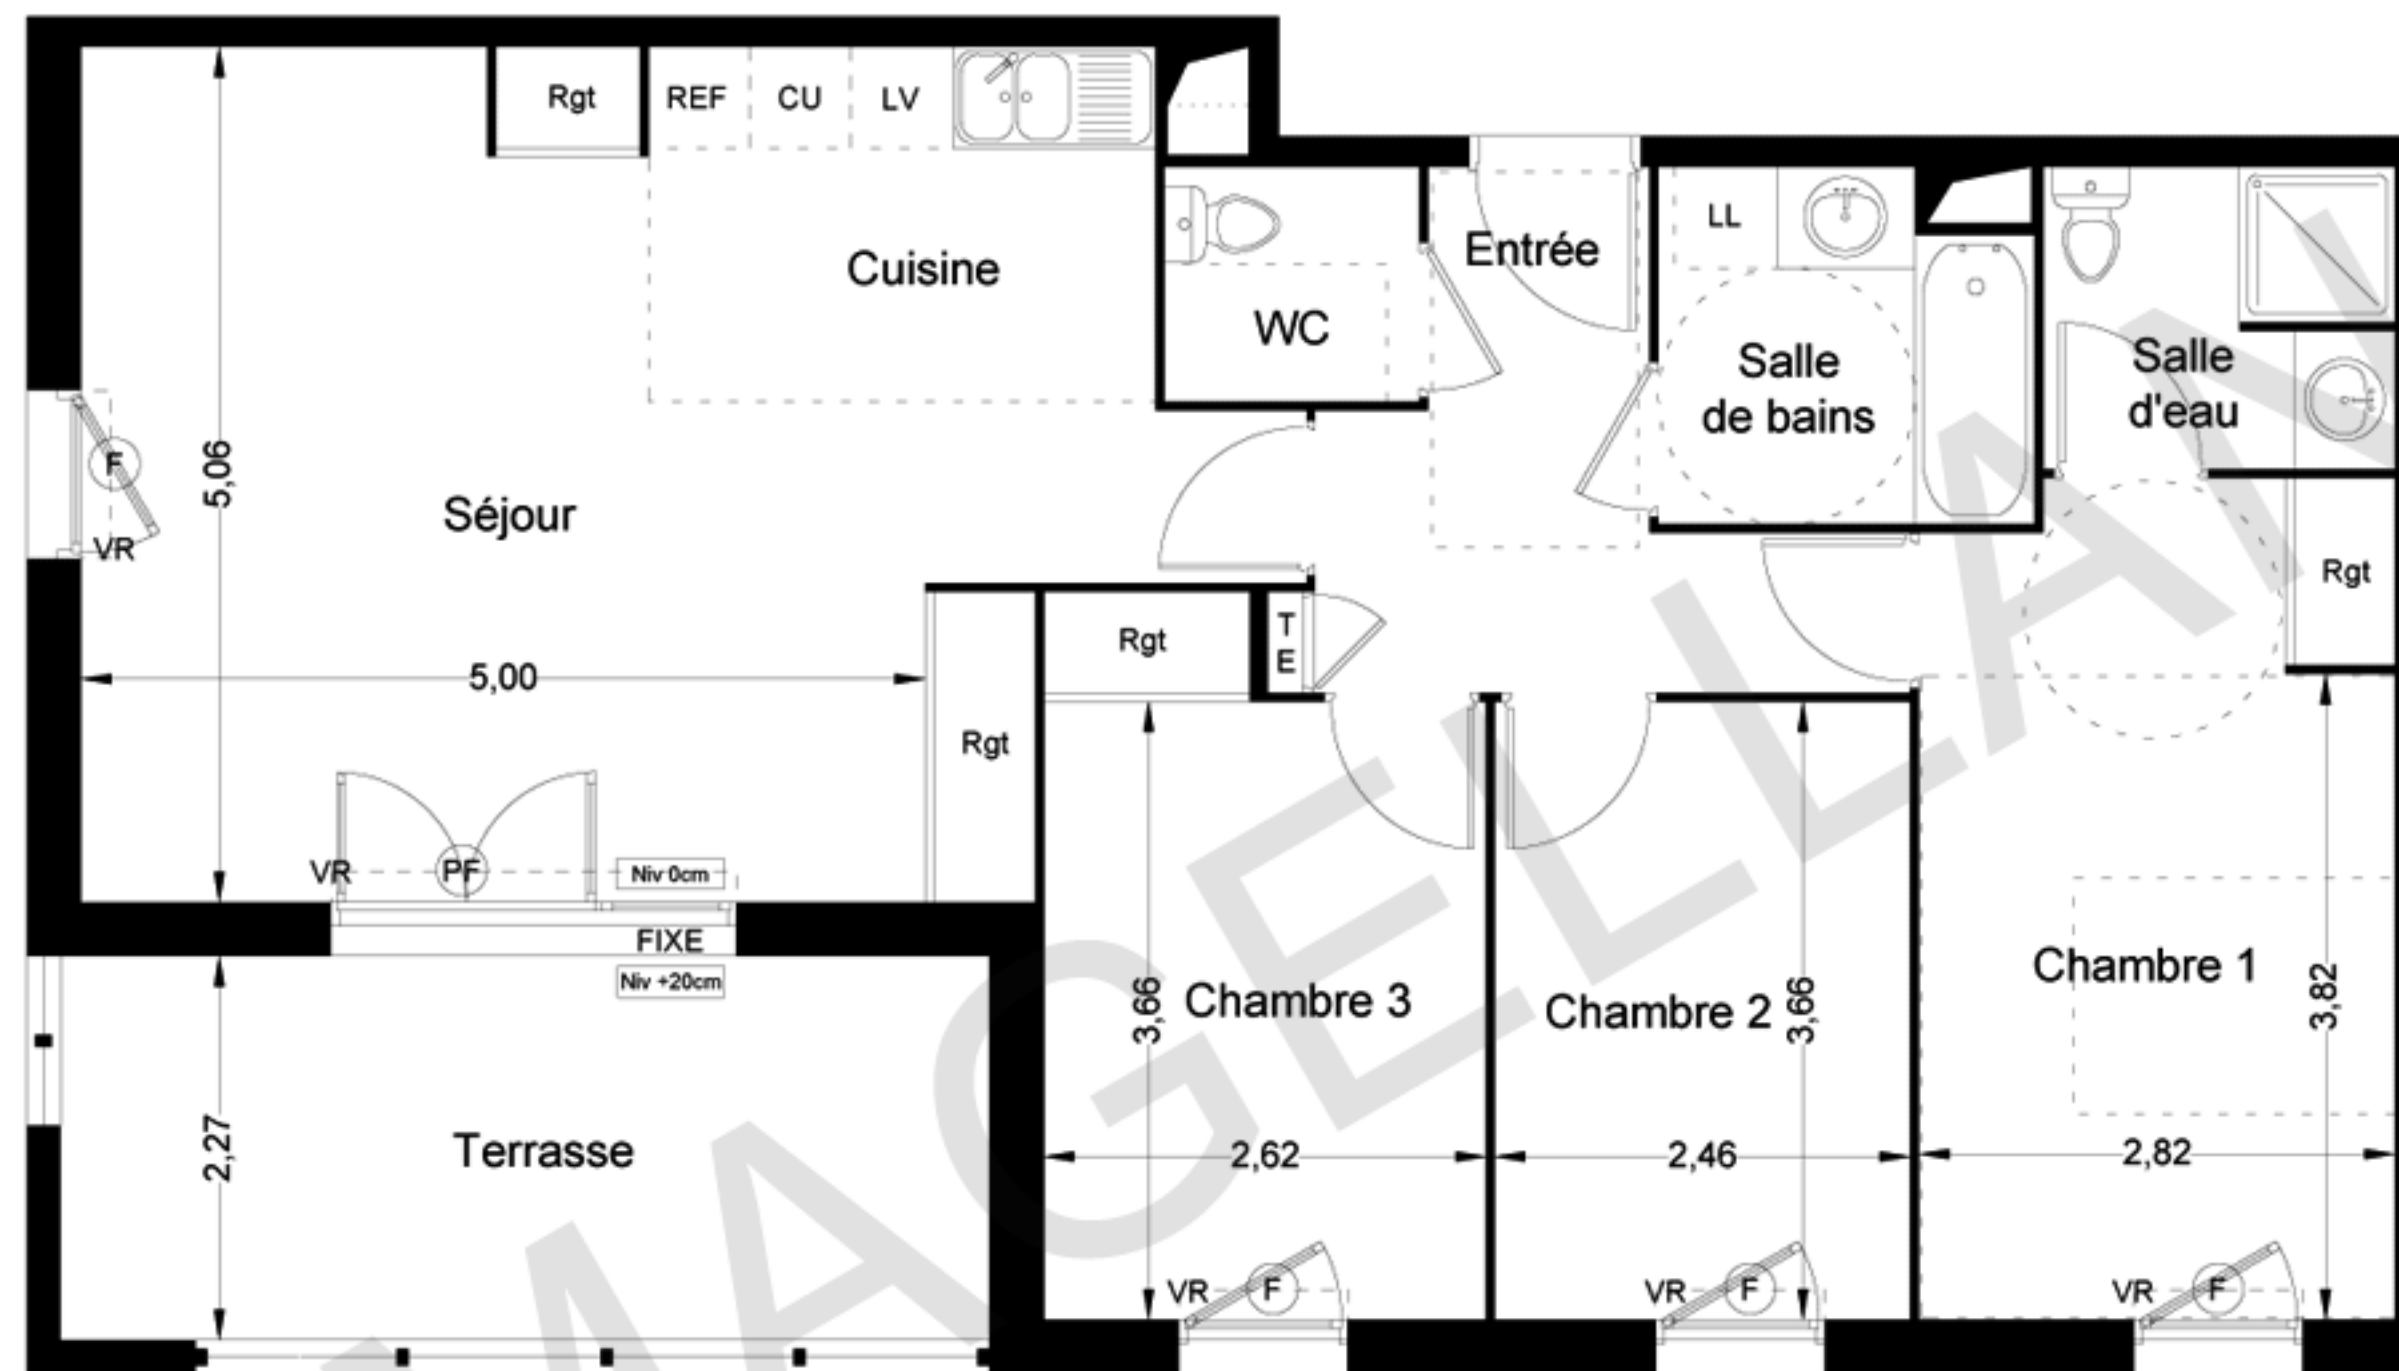 Rgt
REF
CU
LV
Cuisine
WC
Entrée
LL
Salle
de bains
Salle
d'eau
Rgt
F
VR
5,06
Séjour
5,00
Rgt
Rgt
T
E
VR
PF
Niv 0cm
FIXE
Niv +20cm
2,27
Terrasse
3,66
Chambre 3
2,62
VR
F
Chambre 2
3,66
2,46
VR
F
Chambre 1
3,82
2,82
VR
F
MAGELLAN